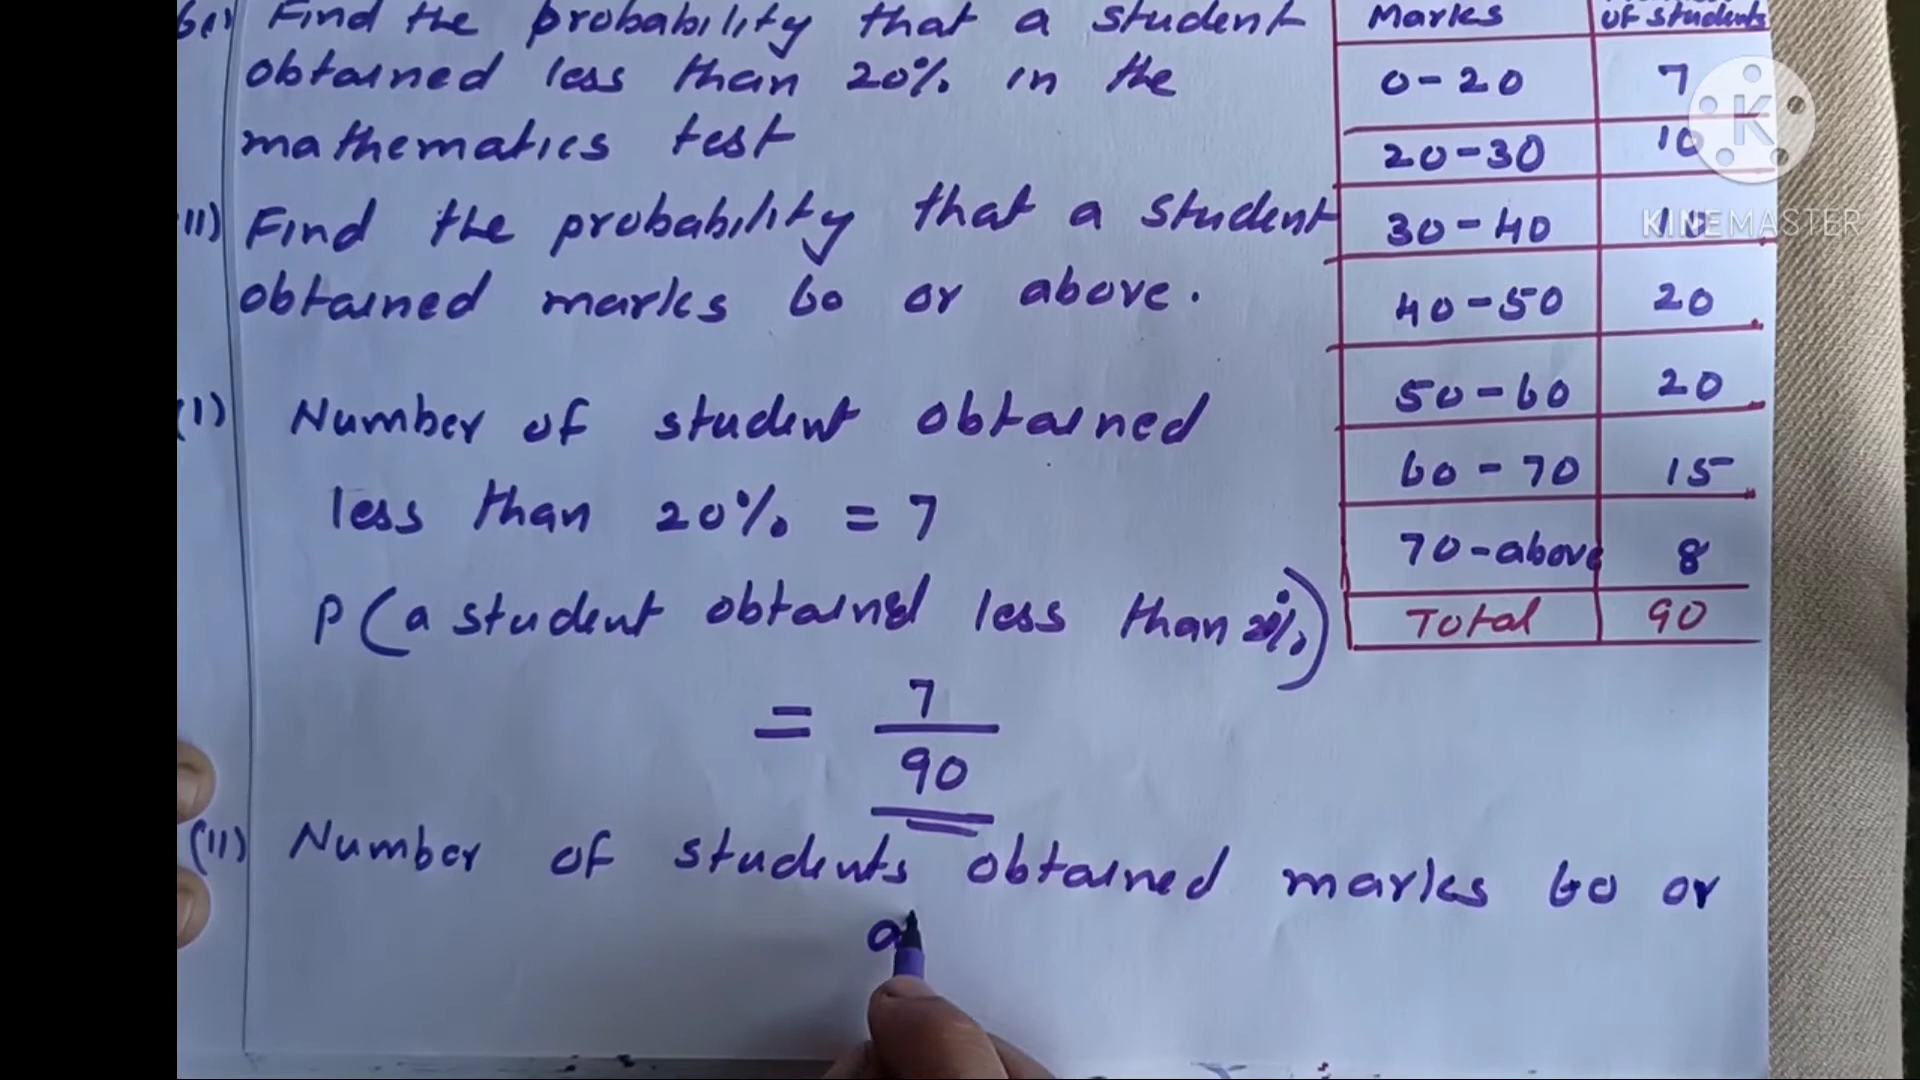 Find the probability that a student
obtained less than 20% in the
mathematics test
II) Find the probability that a student
obtained marks 60 or above.
(I) Number of student obtained
less than 20% = 7
P(a student obtained less than 20%)
= 7
90
(II) Number of students obtained marks 60 or
a
Marks of students
0-20 7
20-30 10
30-40 10
40-50 20
50-60 20
60-70 15
70-above 8
Total 90
K
KINEMASTER